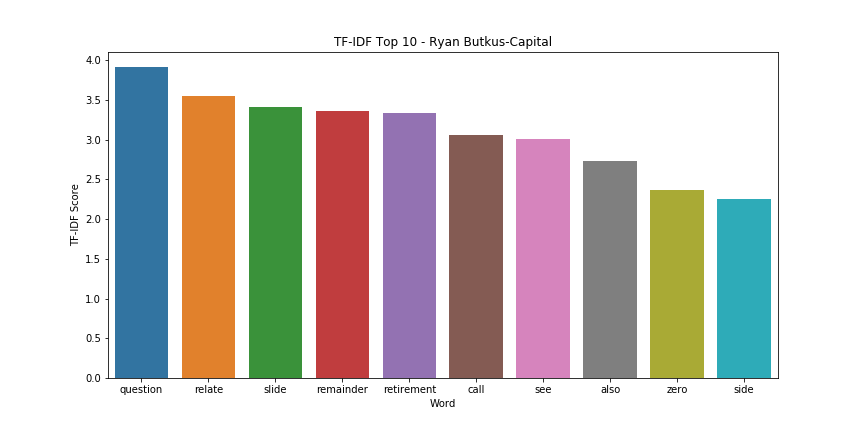 TF-IDF Top 10 - Ryan Butkus-Capital
4.0
3.5
3.0
2.5
2.0
1.5
1.0
0.5
0.0
TF-IDF Score
question relate slide remainder retirement call see also zero side
Word